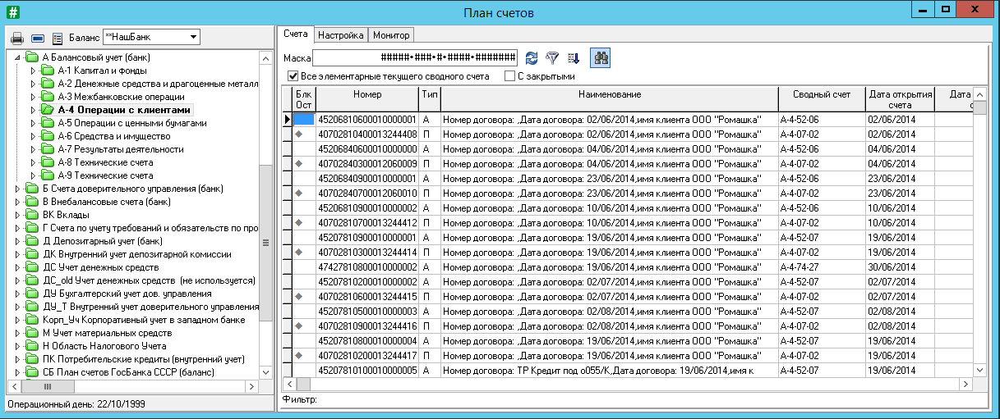 План счетов
Баланс **НашБанк
А Балансовый учет (банк)
А-1 Капитал и фонды
А-2 Денежные средства и драгоценные металл
А-3 Межбанковские операции
А-4 Операции с клиентами
А-5 Операции с ценными бумагами
А-6 Средства и имущество
А-7 Результаты деятельности
А-8 Технические счета
А-9 Технические счета
Б Счета доверительного управления (банк)
В Внебалансовые счета (банк)
ВК Вклады
Г Счета по учету требований и обязательств по про
Д Депозитарный учет (банк)
ДК Внутренний учет депозитарной комиссии
ДС Учет денежных средств
ДС_old Учет денежных средств (не используется)
ДУ Бухгалтерский учет дов. управления
ДУ_Т Внутренний учет доверительного управления
Корп_Уч Корпоративный учет в западном банке
М Учет материальных средств
Н Область Налогового Учета
ПК Потребительские кредиты (внутренний учет)
СБ План счетов ГосБанка СССР (баланс)
Операционный день: 22/10/1999
Счета Настройка Монитор
Маска #####•###•#•####•#######
Все элементарные текущего сводного счета С закрытыми
Блк Ост Номер Тип Наименование Сводный счет Дата открытия счета Дата
45206810600010000001 А Номер договора: ,Дата договора: 02/06/2014,имя клиента ООО "Ромашка" А-4-52-06 02/06/2014
40702810400013244408 П Номер договора: ,Дата договора: 02/06/2014,имя клиента ООО "Ромашка" А-4-07-02 02/06/2014
45206840600010000000 А Номер договора: ,Дата договора: 04/06/2014,имя клиента ООО "Ромашка" А-4-52-06 04/06/2014
40702840300012060009 П Номер договора: ,Дата договора: 04/06/2014,имя клиента ООО "Ромашка" А-4-07-02 04/06/2014
45206840900010000001 А Номер договора: ,Дата договора: 23/06/2014,имя клиента ООО "Ромашка" А-4-52-06 23/06/2014
40702840700012060010 П Номер договора: ,Дата договора: 23/06/2014,имя клиента ООО "Ромашка" А-4-07-02 23/06/2014
45206810900010000002 А Номер договора: ,Дата договора: 10/06/2014,имя клиента ООО "Ромашка" А-4-52-06 10/06/2014
40702810700013244412 П Номер договора: ,Дата договора: 10/06/2014,имя клиента ООО "Ромашка" А-4-07-02 10/06/2014
45207810900010000001 А Номер договора: ,Дата договора: 19/06/2014,имя клиента ООО "Ромашка" А-4-52-07 19/06/2014
40702810300013244414 П Номер договора: ,Дата договора: 19/06/2014,имя клиента ООО "Ромашка" А-4-07-02 19/06/2014
47427810800010000002 А Номер договора: ,Дата договора: 19/06/2014,имя клиента ООО "Ромашка" А-4-74-27 30/06/2014
45207810200010000002 А Номер договора: ,Дата договора: 02/07/2014,имя клиента ООО "Ромашка" А-4-52-07 02/07/2014
40702810600013244415 П Номер договора: ,Дата договора: 02/07/2014,имя клиента ООО "Ромашка" А-4-07-02 02/07/2014
45207810500010000003 А Номер договора: ,Дата договора: 02/08/2014,имя клиента ООО "Ромашка" А-4-52-07 02/08/2014
40702810900013244416 П Номер договора: ,Дата договора: 02/08/2014,имя клиента ООО "Ромашка" А-4-07-02 02/08/2014
45207810800010000004 А Номер договора: ,Дата договора: 19/06/2014,имя клиента ООО "Ромашка" А-4-52-07 19/06/2014
40702810200013244417 П Номер договора: ,Дата договора: 19/06/2014,имя клиента ООО "Ромашка" А-4-07-02 19/06/2014
45207810100010000005 А Номер договора: ТР Кредит под о055/К,Дата договора: 19/06/2014,имя к А-4-52-07 19/06/2014
Фильтр: